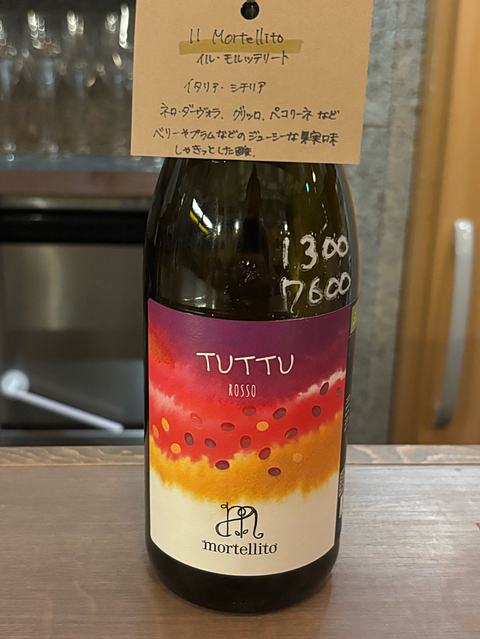 Il Mortellito
イル・モルッテリート
イタリア・シチリア
ネロ・ダーヴォラ、グリッロ、ペコリーネ など
ベリーやプラムなどのジューシーな果実味
しゃきっとした酸。
1300
7600
TUTTU
ROSSO
m
mortellito